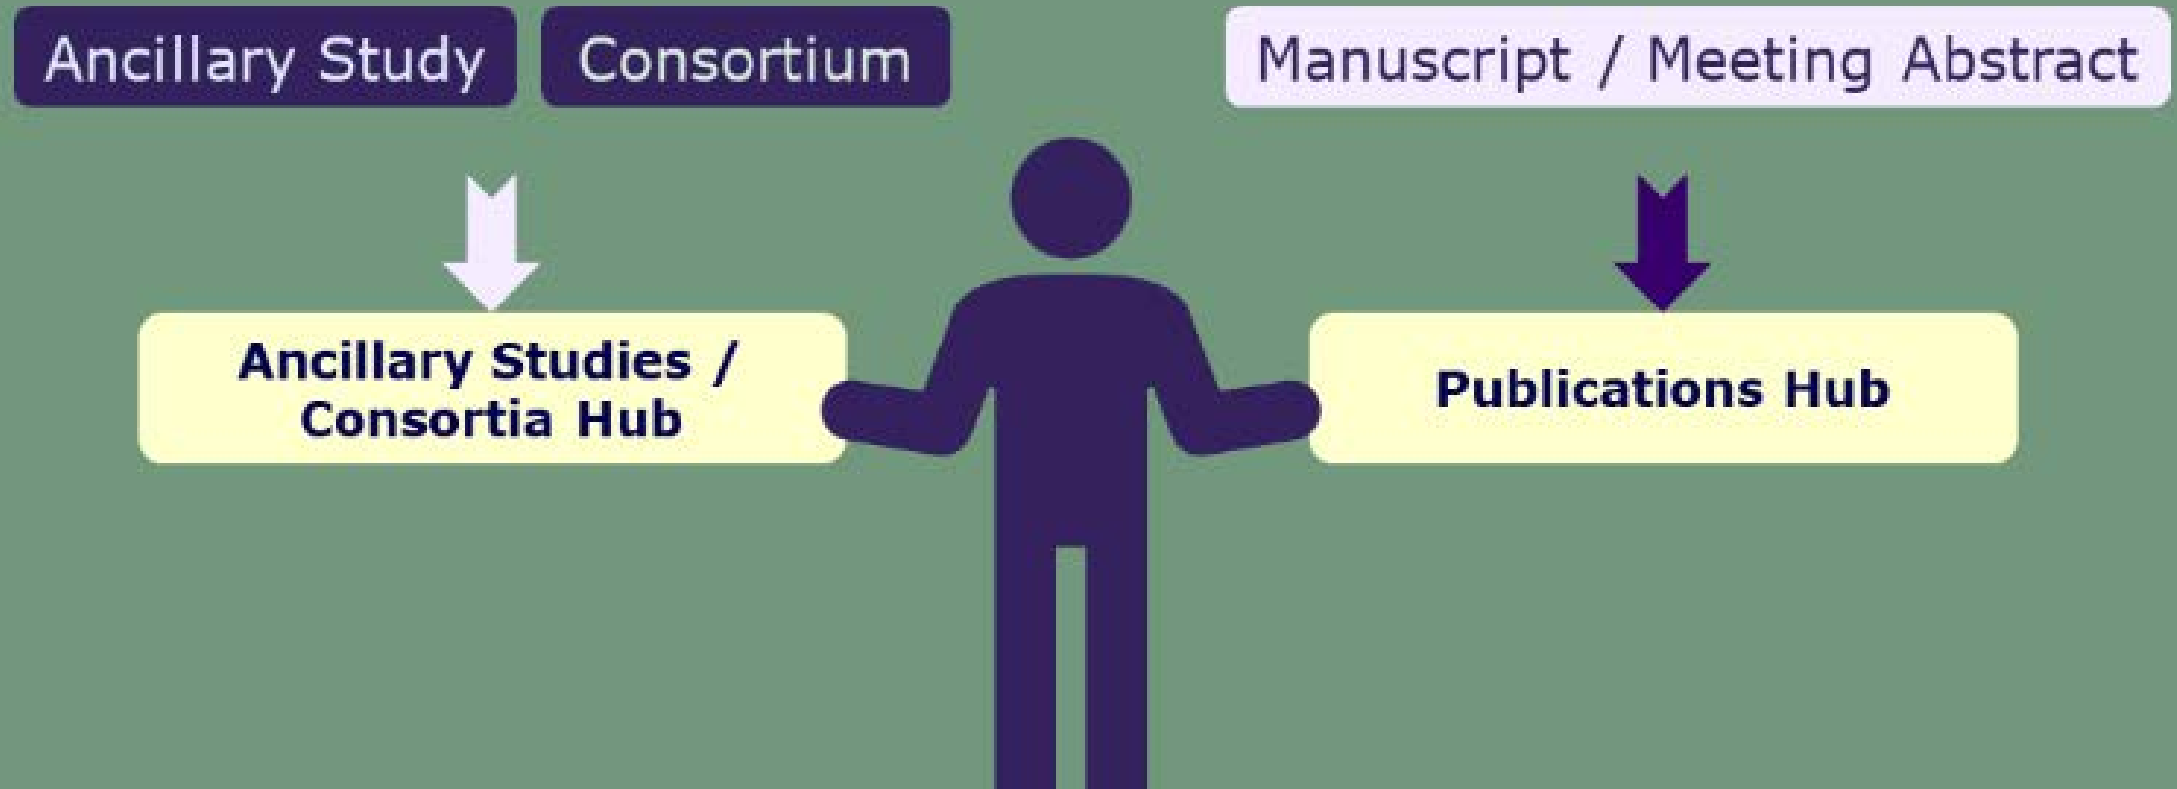 Ancillary Study
Consortium
Manuscript / Meeting Abstract
Ancillary Studies /
Consortia Hub
Publications Hub